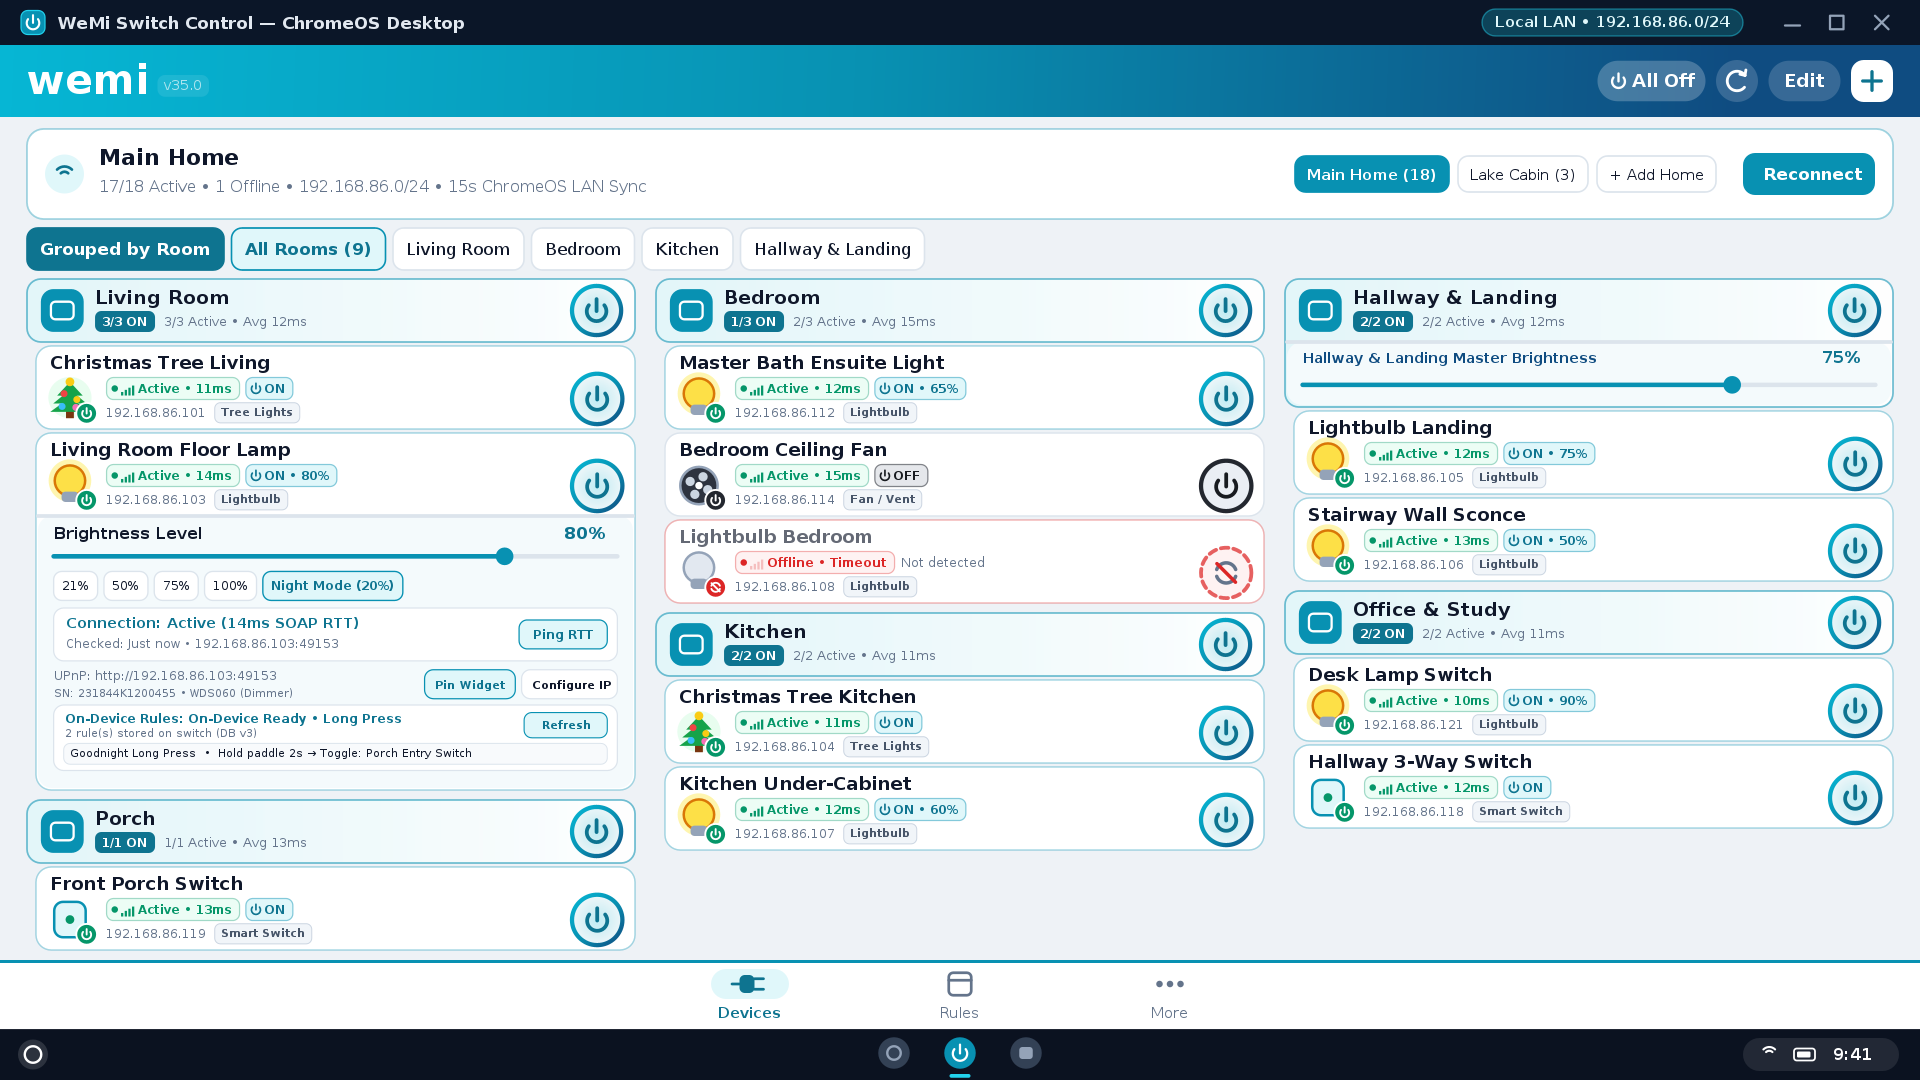 WeMi Switch Control — ChromeOS Desktop
Local LAN • 192.168.86.0/24
wemi v35.0
All Off
Edit
Main Home
17/18 Active • 1 Offline • 192.168.86.0/24 • 15s ChromeOS LAN Sync
Main Home (18)
Lake Cabin (3)
+ Add Home
Reconnect
Grouped by Room
All Rooms (9)
Living Room
Bedroom
Kitchen
Hallway & Landing
Living Room
3/3 ON 3/3 Active • Avg 12ms
Christmas Tree Living
Active • 11ms ON
192.168.86.101 Tree Lights
Living Room Floor Lamp
Active • 14ms ON • 80%
192.168.86.103 Lightbulb
Brightness Level 80%
21% 50% 75% 100% Night Mode (20%)
Connection: Active (14ms SOAP RTT)
Checked: Just now • 192.168.86.103:49153
Ping RTT
UPnP: http://192.168.86.103:49153
SN: 231844K1200455 • WDS060 (Dimmer)
Pin Widget
Configure IP
On-Device Rules: On-Device Ready • Long Press
2 rule(s) stored on switch (DB v3)
Refresh
Goodnight Long Press • Hold paddle 2s → Toggle: Porch Entry Switch
Porch
1/1 ON 1/1 Active • Avg 13ms
Front Porch Switch
Active • 13ms ON
192.168.86.119 Smart Switch
Bedroom
1/3 ON 2/3 Active • Avg 15ms
Master Bath Ensuite Light
Active • 12ms ON • 65%
192.168.86.112 Lightbulb
Bedroom Ceiling Fan
Active • 15ms OFF
192.168.86.114 Fan / Vent
Lightbulb Bedroom
Offline • Timeout Not detected
192.168.86.108 Lightbulb
Kitchen
2/2 ON 2/2 Active • Avg 11ms
Christmas Tree Kitchen
Active • 11ms ON
192.168.86.104 Tree Lights
Kitchen Under-Cabinet
Active • 12ms ON • 60%
192.168.86.107 Lightbulb
Hallway & Landing
2/2 ON 2/2 Active • Avg 12ms
Hallway & Landing Master Brightness 75%
Lightbulb Landing
Active • 12ms ON • 75%
192.168.86.105 Lightbulb
Stairway Wall Sconce
Active • 13ms ON • 50%
192.168.86.106 Lightbulb
Office & Study
2/2 ON 2/2 Active • Avg 11ms
Desk Lamp Switch
Active • 10ms ON • 90%
192.168.86.121 Lightbulb
Hallway 3-Way Switch
Active • 12ms ON
192.168.86.118 Smart Switch
Devices
Rules
More
9:41